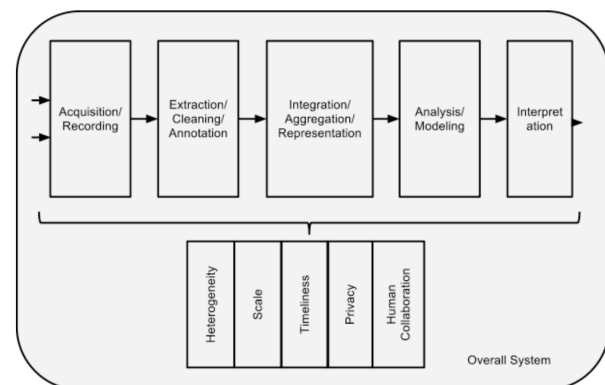 Acquisition/
Recording
Extraction/
Cleaning/
Annotation
Integration/
Aggregation/
Representation
Analysis/
Modeling
Interpret
ation
Heterogeneity
Scale
Timeliness
Privacy
Human
Collaboration
Overall System